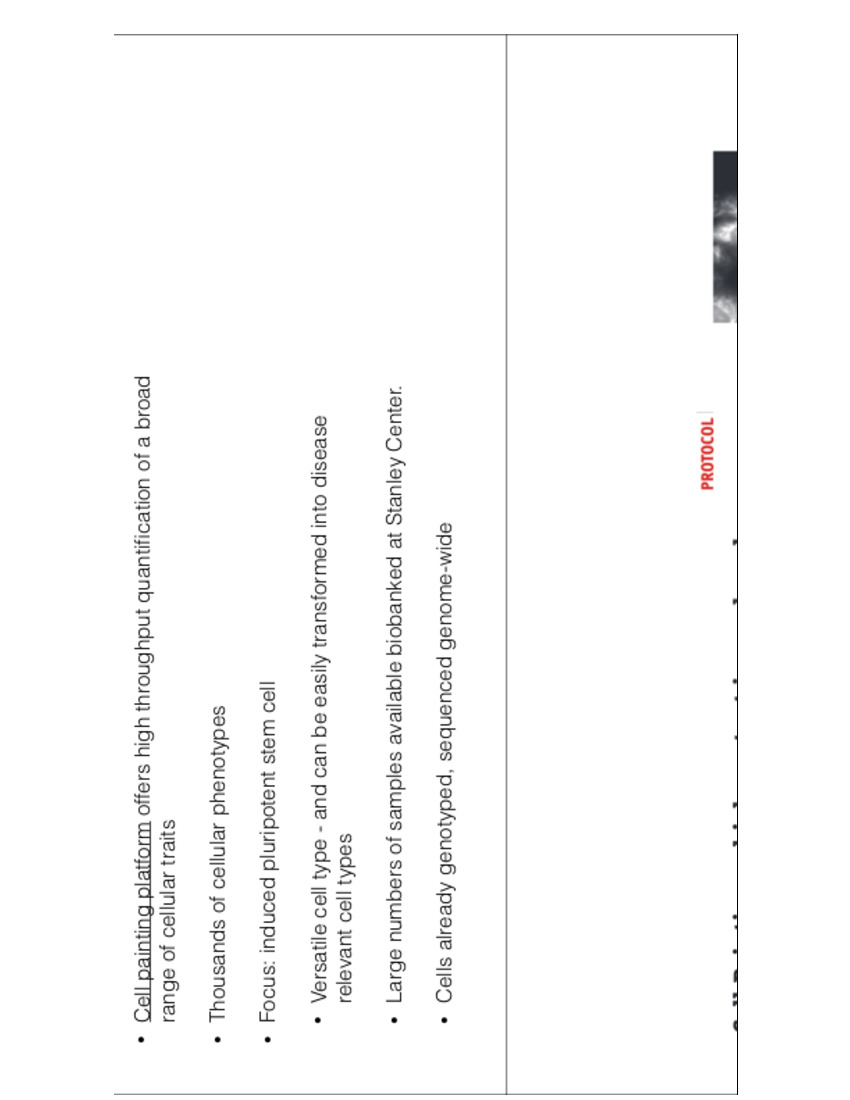 • Cell painting platform offers high throughput quantification of a broad
range of cellular traits
• Thousands of cellular phenotypes
• Focus: induced pluripotent stem cell
• Versatile cell type - and can be easily transformed into disease
relevant cell types
• Large numbers of samples available biobanked at Stanley Center.
• Cells already genotyped, sequenced genome-wide
PROTOCOL